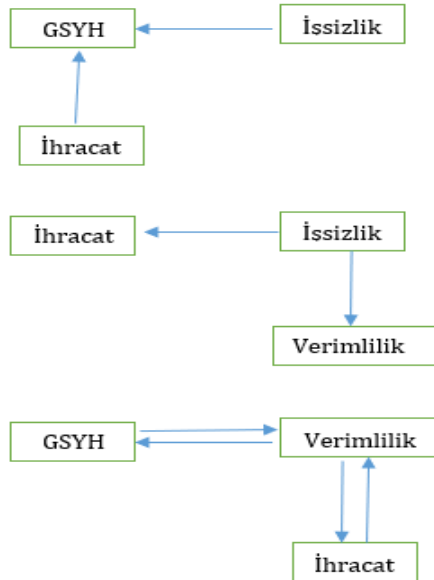 GSYH
İşsizlik
İhracat
İhracat
İşsizlik
Verimlilik
GSYH
Verimlilik
İhracat